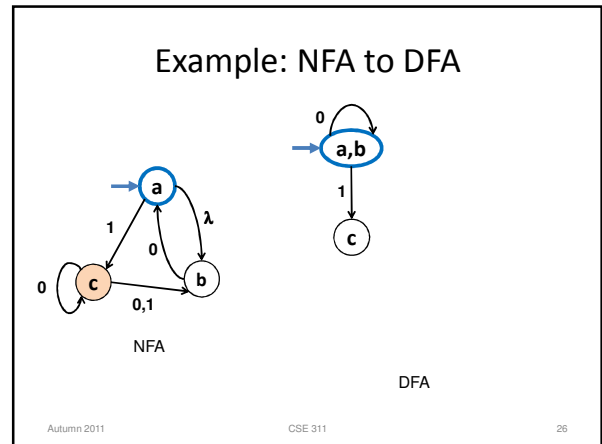 Example: NFA to DFA
0
a,b
1
c
a
λ
1
0
0
c
b
0,1
NFA
DFA
Autumn 2011
CSE 311
26